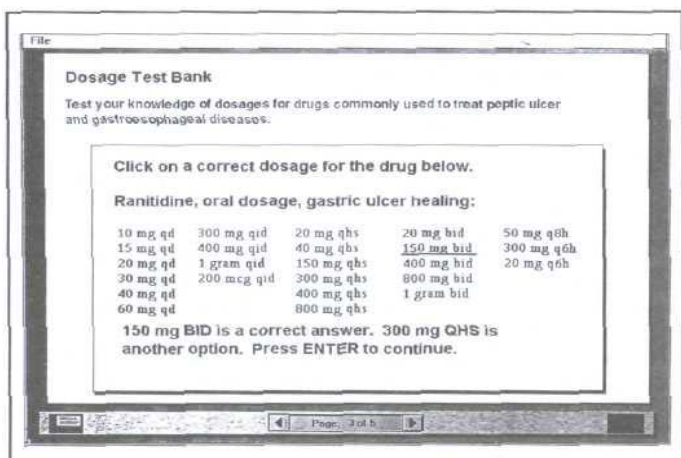 File
Dosage Test Bank
Test your knowledge of dosages for drugs commonly used to treat peptic ulcer
and gastroesophageal diseases.
Click on a correct dosage for the drug below.
Ranitidine, oral dosage, gastric ulcer healing:
10 mg qd 300 mg qid 20 mg qhs 20 mg bid 50 mg q8h
15 mg qd 400 mg qid 40 mg qhs 150 mg bid 300 mg q6h
20 mg qd 1 gram qid 150 mg qhs 400 mg bid 20 mg q6h
30 mg qd 200 mcg qid 300 mg qhs 800 mg bid
40 mg qd 400 mg qhs 1 gram bid
60 mg qd 800 mg qhs
150 mg BID is a correct answer. 300 mg QHS is
another option. Press ENTER to continue.
Page: 3 of 5